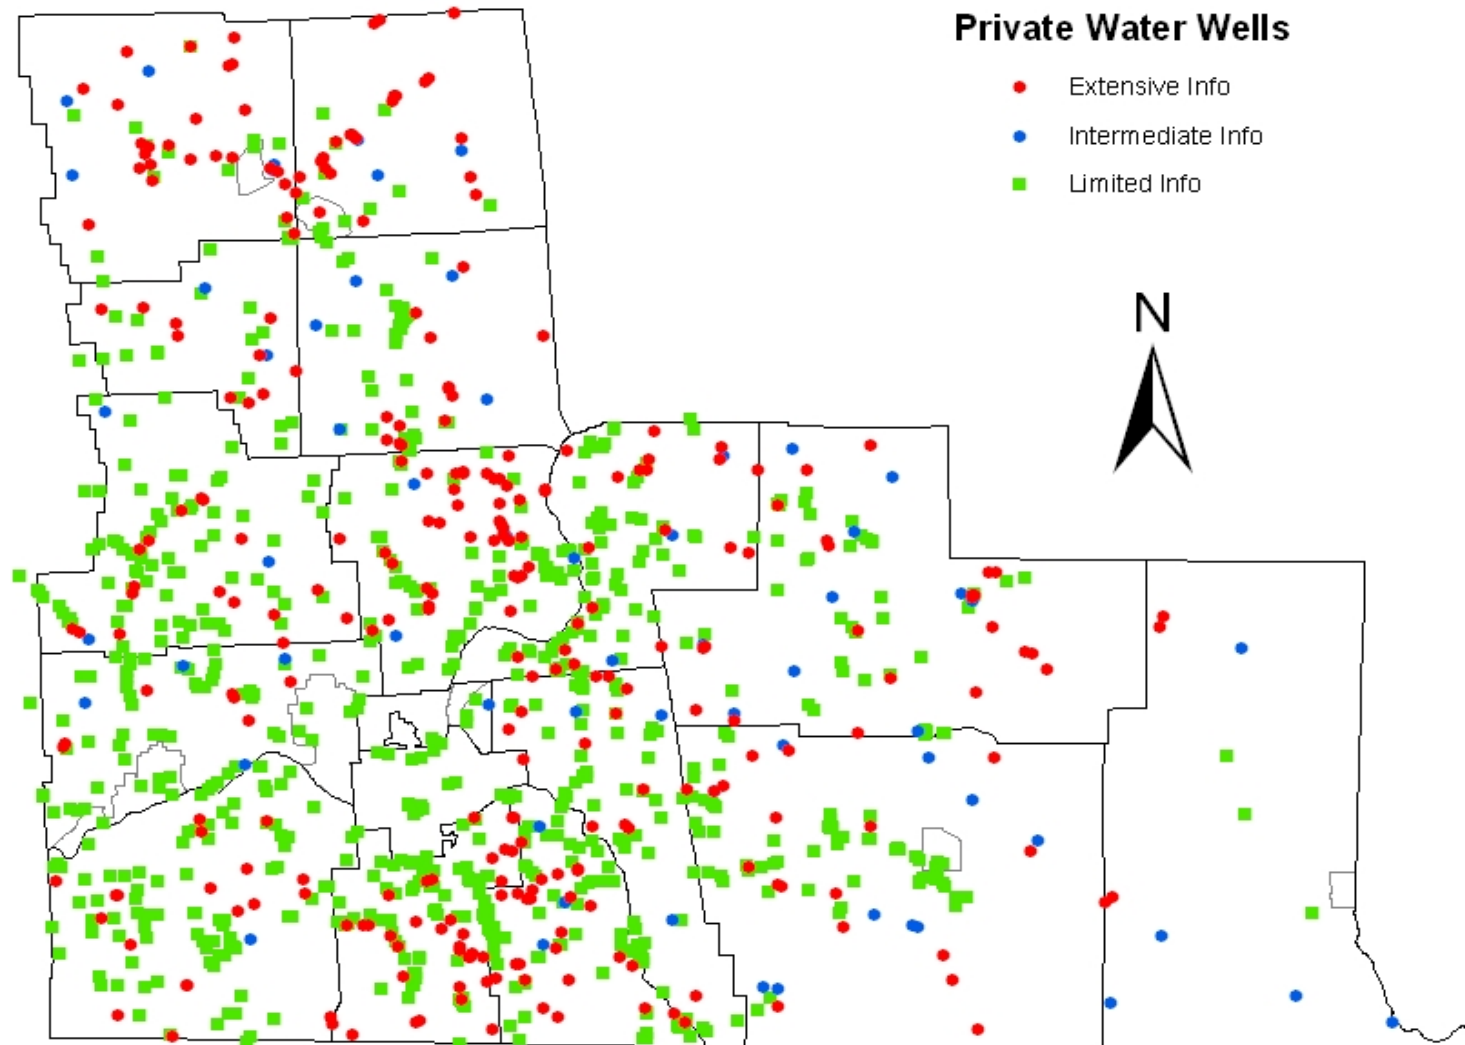 Private Water Wells
Extensive Info
Intermediate Info
Limited Info
N